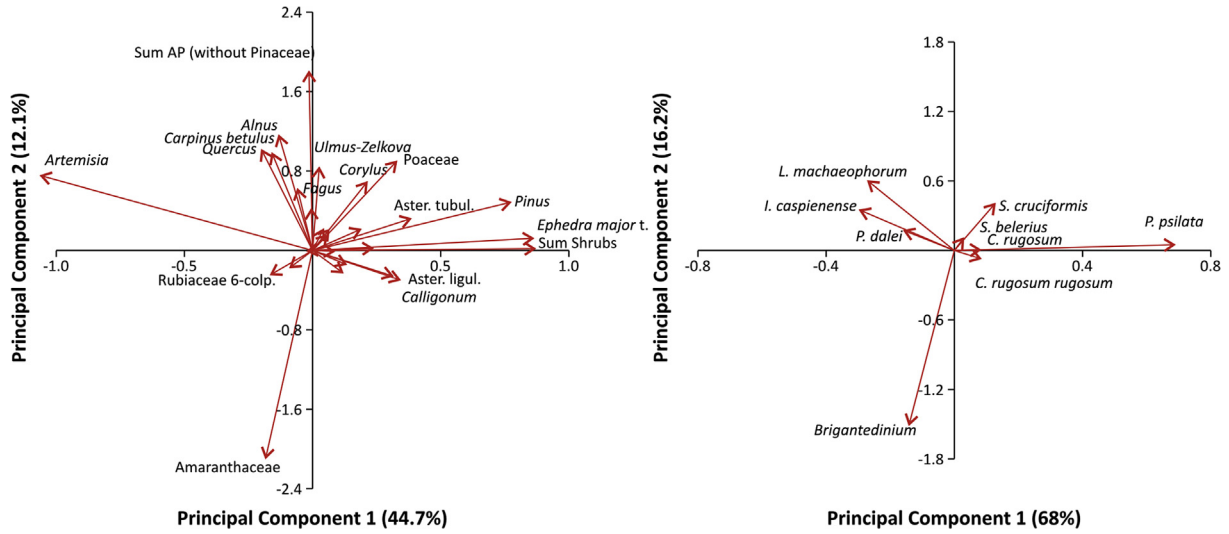 2.4
Sum AP (without Pinaceae)
1.6
Alnus
Carpinus betulus
Quercus
Ulmus-Zelkova
Artemisia
0.8
Corylus
Poaceae
Fagus
Aster. tubul.
Pinus
Ephedra major t.
Sum Shrubs
-1.0
-0.5
0.5
1.0
Rubiaceae 6-colp.
Aster. ligul.
Calligonum
-0.8
-1.6
Amaranthaceae
-2.4
Principal Component 2 (12.1%)
Principal Component 1 (44.7%)
1.8
1.2
0.6
L. machaeophorum
I. caspienense
P. dalei
S. cruciformis
S. belerius
C. rugosum
P. psilata
-0.8
-0.4
0.4
0.8
C. rugosum rugosum
-0.6
-1.2
Brigantedinium
-1.8
Principal Component 2 (16.2%)
Principal Component 1 (68%)